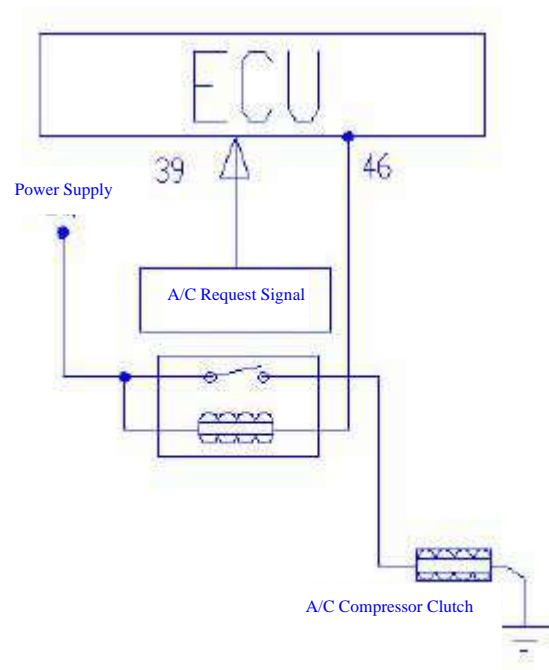 ECU
39
46
Power Supply
A/C Request Signal
A/C Compressor Clutch